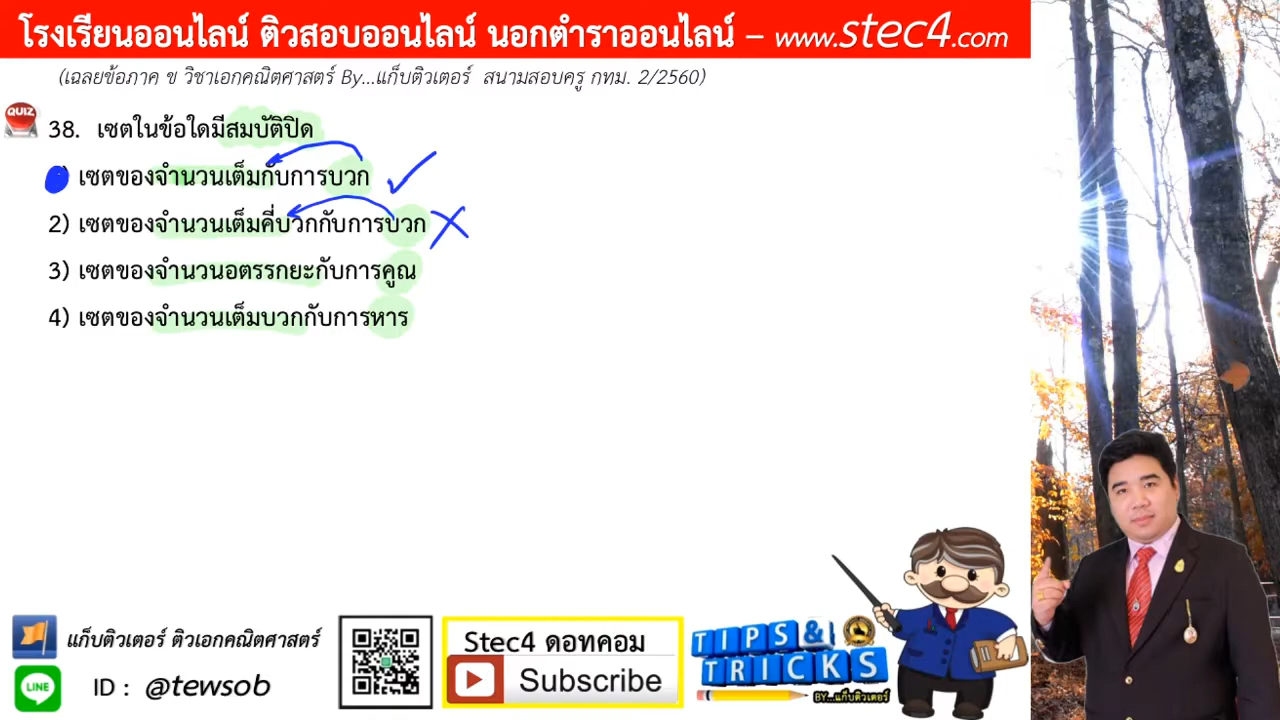 โรงเรียนออนไลน์ ติวสอบออนไลน์ นอกตำราออนไลน์ – www.stec4.com
(เฉลยข้อภาค ข วิชาเอกคณิตศาสตร์ By...แก็บติวเตอร์ สนามสอบครู กทม. 2/2560)
QUIZ
38. เซตในข้อใดมีสมบัติปิด
) เซตของจำนวนเต็มกับการบวก
2) เซตของจำนวนเต็มคี่บวกกับการบวก
3) เซตของจำนวนอตรรกยะกับการคูณ
4) เซตของจำนวนเต็มบวกกับการหาร
แก็บติวเตอร์ ติวเอกคณิตศาสตร์
LINE
ID : @tewsob
Stec4 ดอทคอม
Subscribe
TIPS &
TRICKS
BY...แก็บติวเตอร์